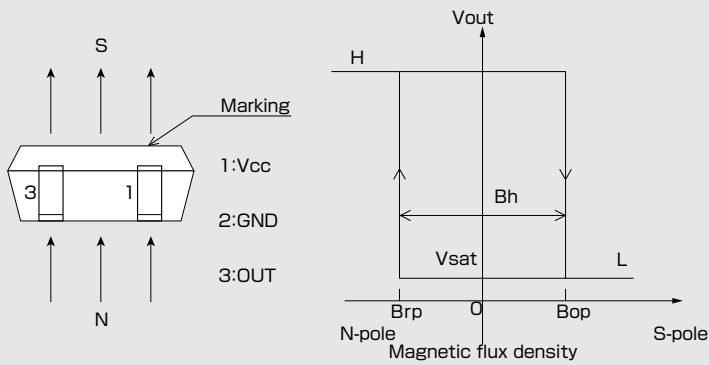 S
Marking
3
1
N
1:Vcc
2:GND
3:OUT
Vout
H
Bh
Vsat
L
Brp
0
Bop
N-pole
S-pole
Magnetic flux density